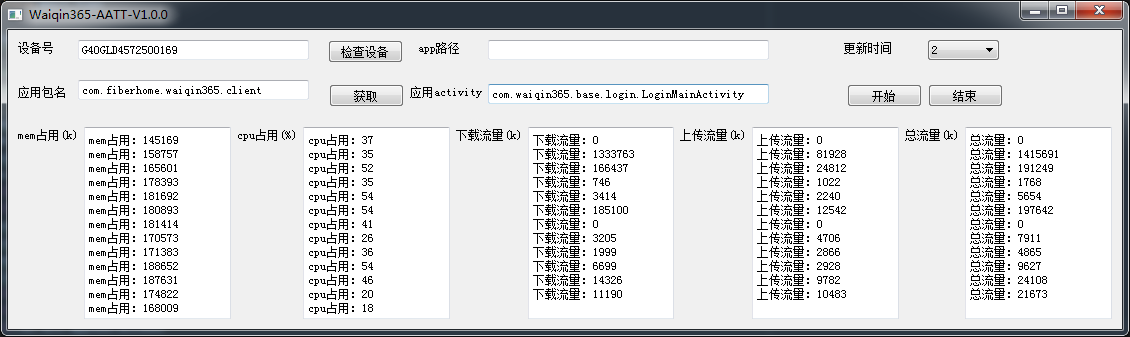 Waiqin365-AATT-V1.0.0
设备号 G4OGLD4572500169 检查设备 app路径 更新时间 2
应用包名 com.fiberhome.waiqin365.client 获取 应用activity com.waiqin365.base.login.LoginMainActivity 开始 结束
mem占用(k) cpu占用(%) 下载流量(k) 上传流量(k) 总流量(k)
mem占用：145169 cpu占用：37 下载流量：0 上传流量：0 总流量：0
mem占用：158757 cpu占用：35 下载流量：1333763 上传流量：81928 总流量：1415691
mem占用：165601 cpu占用：52 下载流量：166437 上传流量：24812 总流量：191249
mem占用：178393 cpu占用：35 下载流量：746 上传流量：1022 总流量：1768
mem占用：181692 cpu占用：54 下载流量：3414 上传流量：2240 总流量：5654
mem占用：180893 cpu占用：54 下载流量：185100 上传流量：12542 总流量：197642
mem占用：181414 cpu占用：41 下载流量：0 上传流量：0 总流量：0
mem占用：170573 cpu占用：26 下载流量：3205 上传流量：4706 总流量：7911
mem占用：171383 cpu占用：36 下载流量：1999 上传流量：2866 总流量：4865
mem占用：188652 cpu占用：54 下载流量：6699 上传流量：2928 总流量：9627
mem占用：187631 cpu占用：46 下载流量：14326 上传流量：9782 总流量：24108
mem占用：174822 cpu占用：20 下载流量：11190 上传流量：10483 总流量：21673
mem占用：168009 cpu占用：18